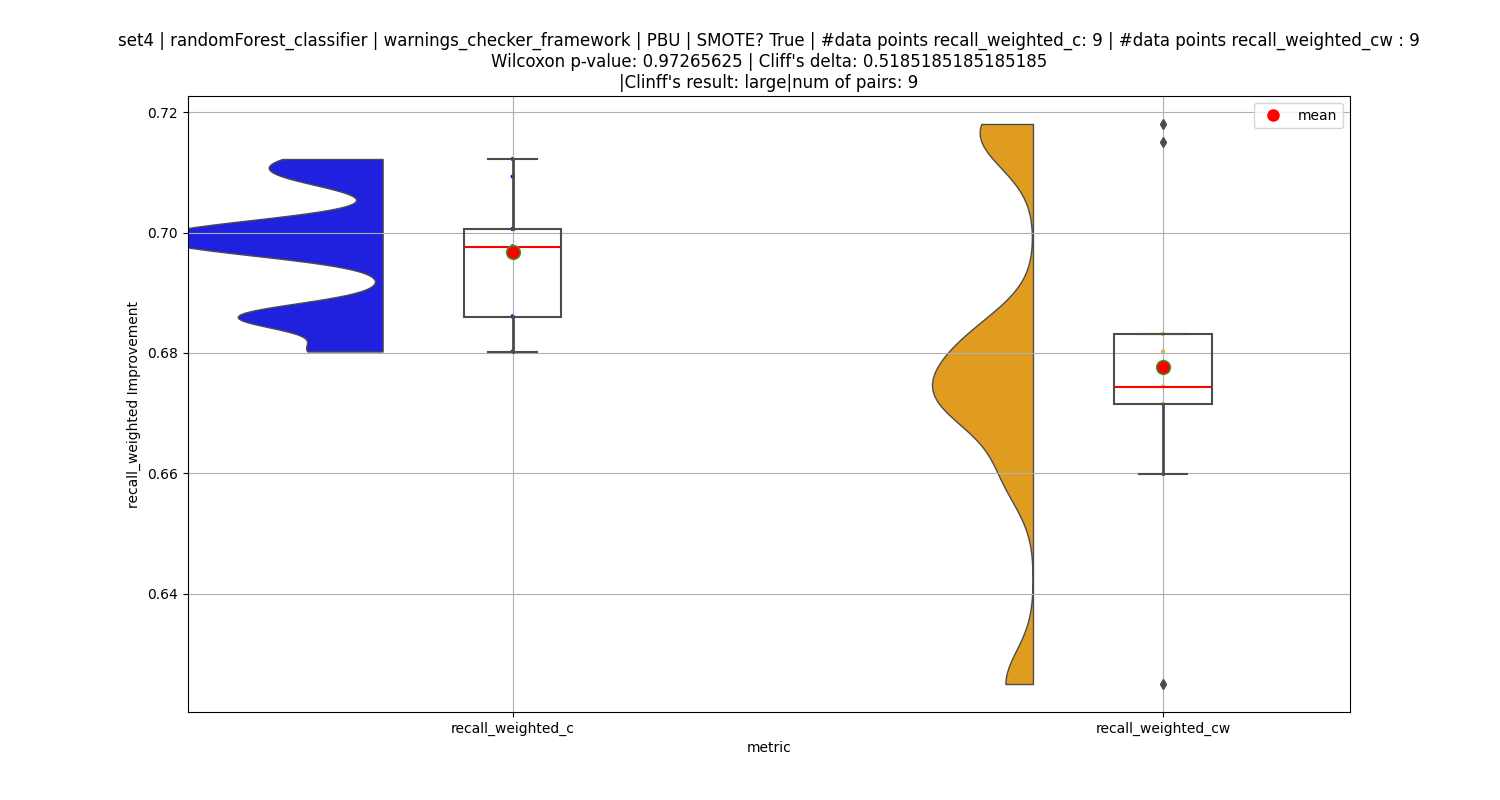 set4 | randomForest_classifier | warnings_checker_framework | PBU | SMOTE? True | #data points recall_weighted_c: 9 | #data points recall_weighted_cw : 9
Wilcoxon p-value: 0.97265625 | Cliff's delta: 0.5185185185185185
|Clinff's result: large|num of pairs: 9
mean
0.72
0.70
0.68
0.66
0.64
recall_weighted Improvement
recall_weighted_c
recall_weighted_cw
metric